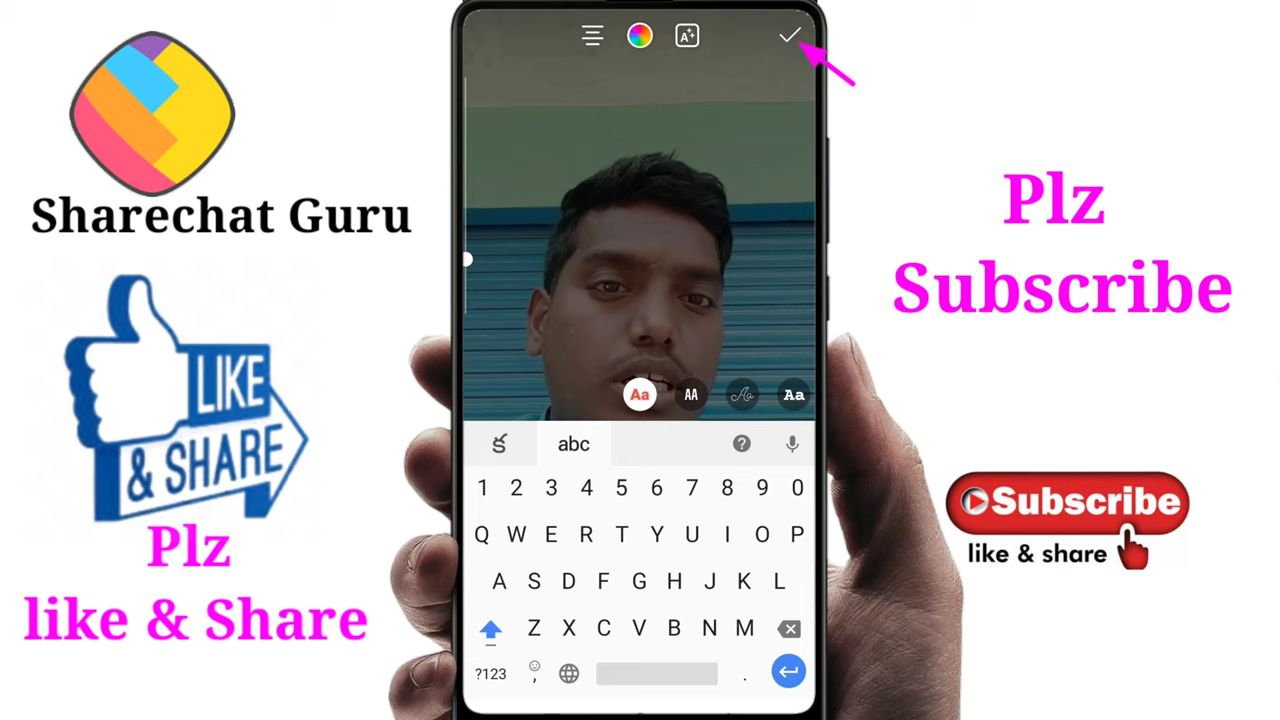 Sharechat Guru
LIKE
& SHARE
Plz
like & Share
A
Aa AA Aa Aa
క abc ?
1 2 3 4 5 6 7 8 9 0
Q W E R T Y U I O P
A S D F G H J K L
Z X C V B N M
?123 , .
Plz
Subscribe
Subscribe
like & share